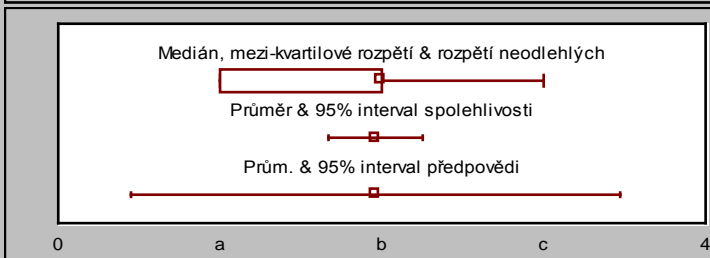 Medián, mezi-kvartilové rozpětí & rozpětí neodlehlých
Průměr & 95% interval spolehlivosti
Prům. & 95% interval předpovědi
0 a b c 4